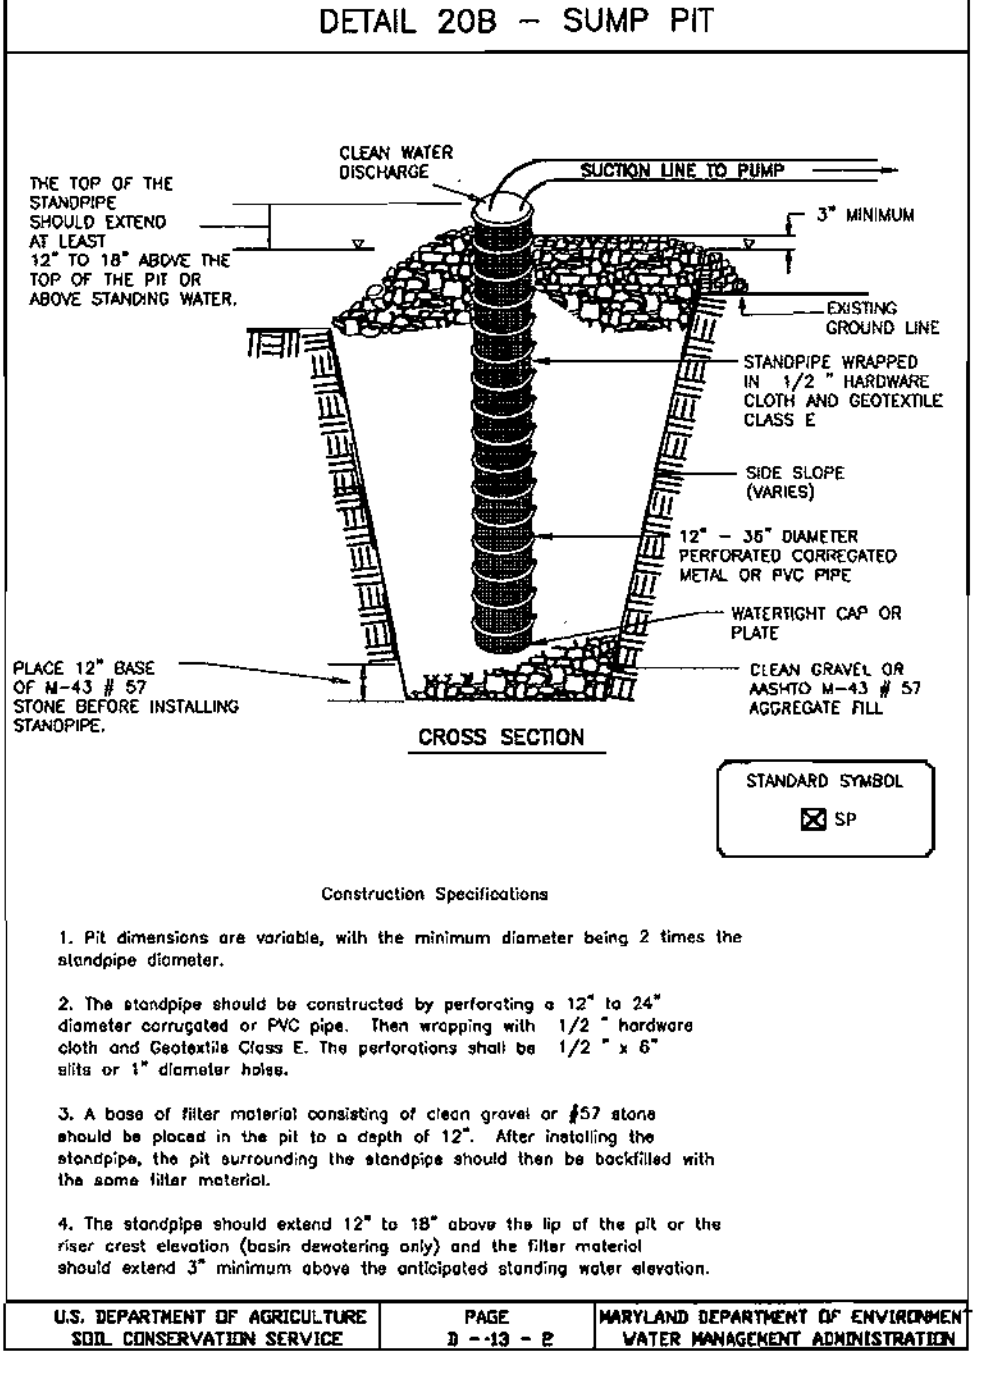 DETAIL 20B – SUMP PIT
CLEAN WATER
DISCHARGE
SUCTION LINE TO PUMP
THE TOP OF THE
STANDPIPE
SHOULD EXTEND
AT LEAST
12" TO 18" ABOVE THE
TOP OF THE PIT OR
ABOVE STANDING WATER.
3" MINIMUM
EXISTING
GROUND LINE
STANDPIPE WRAPPED
IN 1/2 " HARDWARE
CLOTH AND GEOTEXTILE
CLASS E
SIDE SLOPE
(VARIES)
12" – 36" DIAMETER
PERFORATED CORREGATED
METAL OR PVC PIPE
WATERTIGHT CAP OR
PLATE
PLACE 12" BASE
OF M-43 # 57
STONE BEFORE INSTALLING
STANDPIPE.
CLEAN GRAVEL OR
AASHTO M-43 # 57
AGGREGATE FILL
CROSS SECTION
STANDARD SYMBOL
SP
Construction Specifications
1. Pit dimensions are variable, with the minimum diameter being 2 times the
standpipe diameter.
2. The standpipe should be constructed by perforating a 12" to 24"
diameter corrugated or PVC pipe. Then wrapping with 1/2 " hardware
cloth and Geotextile Class E. The perforations shall be 1/2 " x 6"
slits or 1" diameter holes.
3. A base of filter material consisting of clean gravel or #57 stone
should be placed in the pit to a depth of 12". After installing the
standpipe, the pit surrounding the standpipe should then be backfilled with
the same filter material.
4. The standpipe should extend 12" to 18" above the lip of the pit or the
riser crest elevation (basin dewatering only) and the filter material
should extend 3" minimum above the anticipated standing water elevation.
U.S. DEPARTMENT OF AGRICULTURE
SOIL CONSERVATION SERVICE
PAGE
D - -13 - 2
MARYLAND DEPARTMENT OF ENVIRONMENT
WATER MANAGEMENT ADMINISTRATION